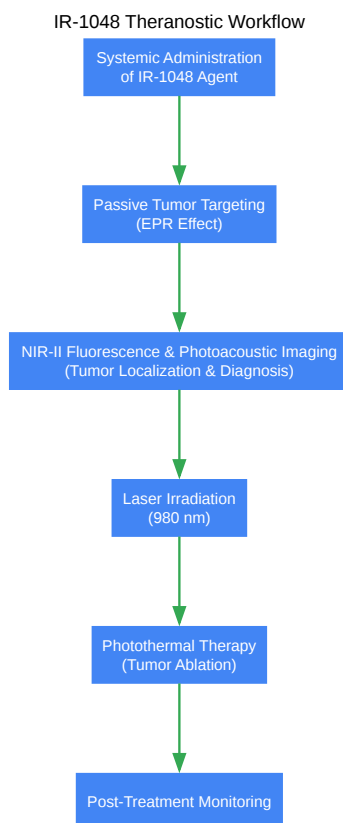 IR-1048 Theranostic Workflow
Systemic Administration
of IR-1048 Agent
Passive Tumor Targeting
(EPR Effect)
NIR-II Fluorescence & Photoacoustic Imaging
(Tumor Localization & Diagnosis)
Laser Irradiation
(980 nm)
Photothermal Therapy
(Tumor Ablation)
Post-Treatment Monitoring